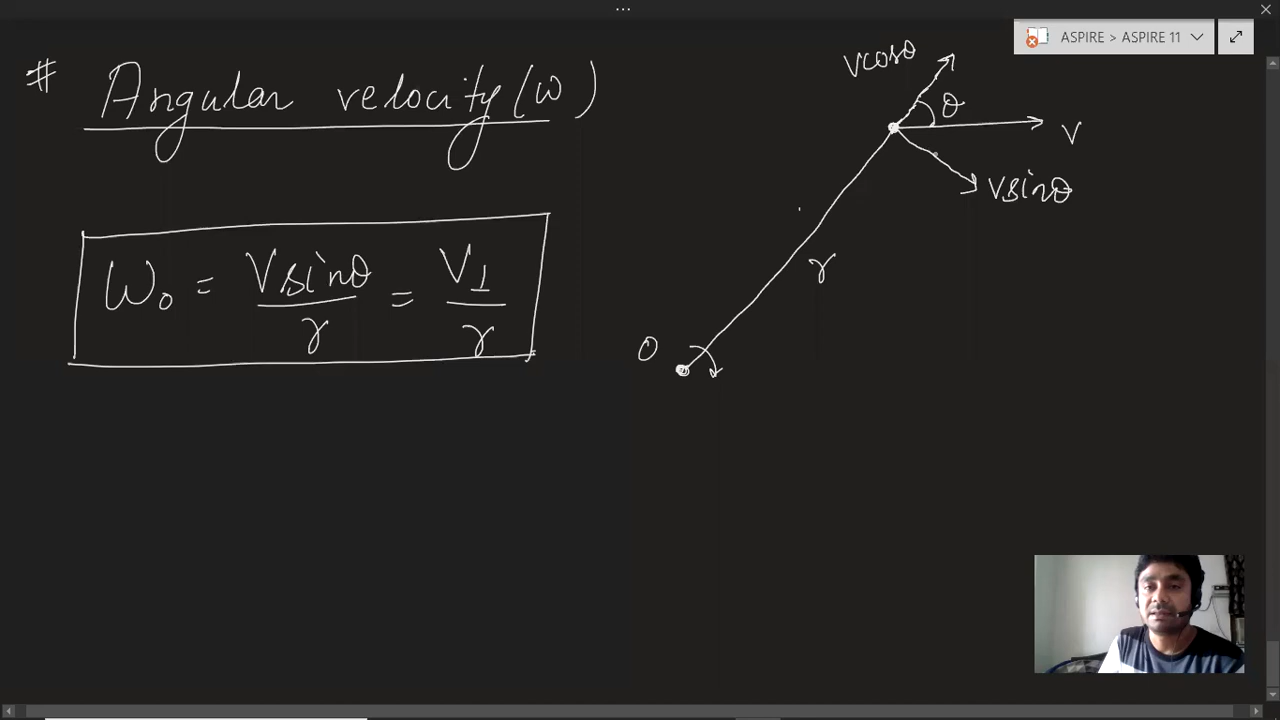 # Angular velocity (ω)
ASPIRE > ASPIRE 11
vcosθ
θ
v
vsinθ
ω₀ = vsinθ/r = v⊥/r
r
O